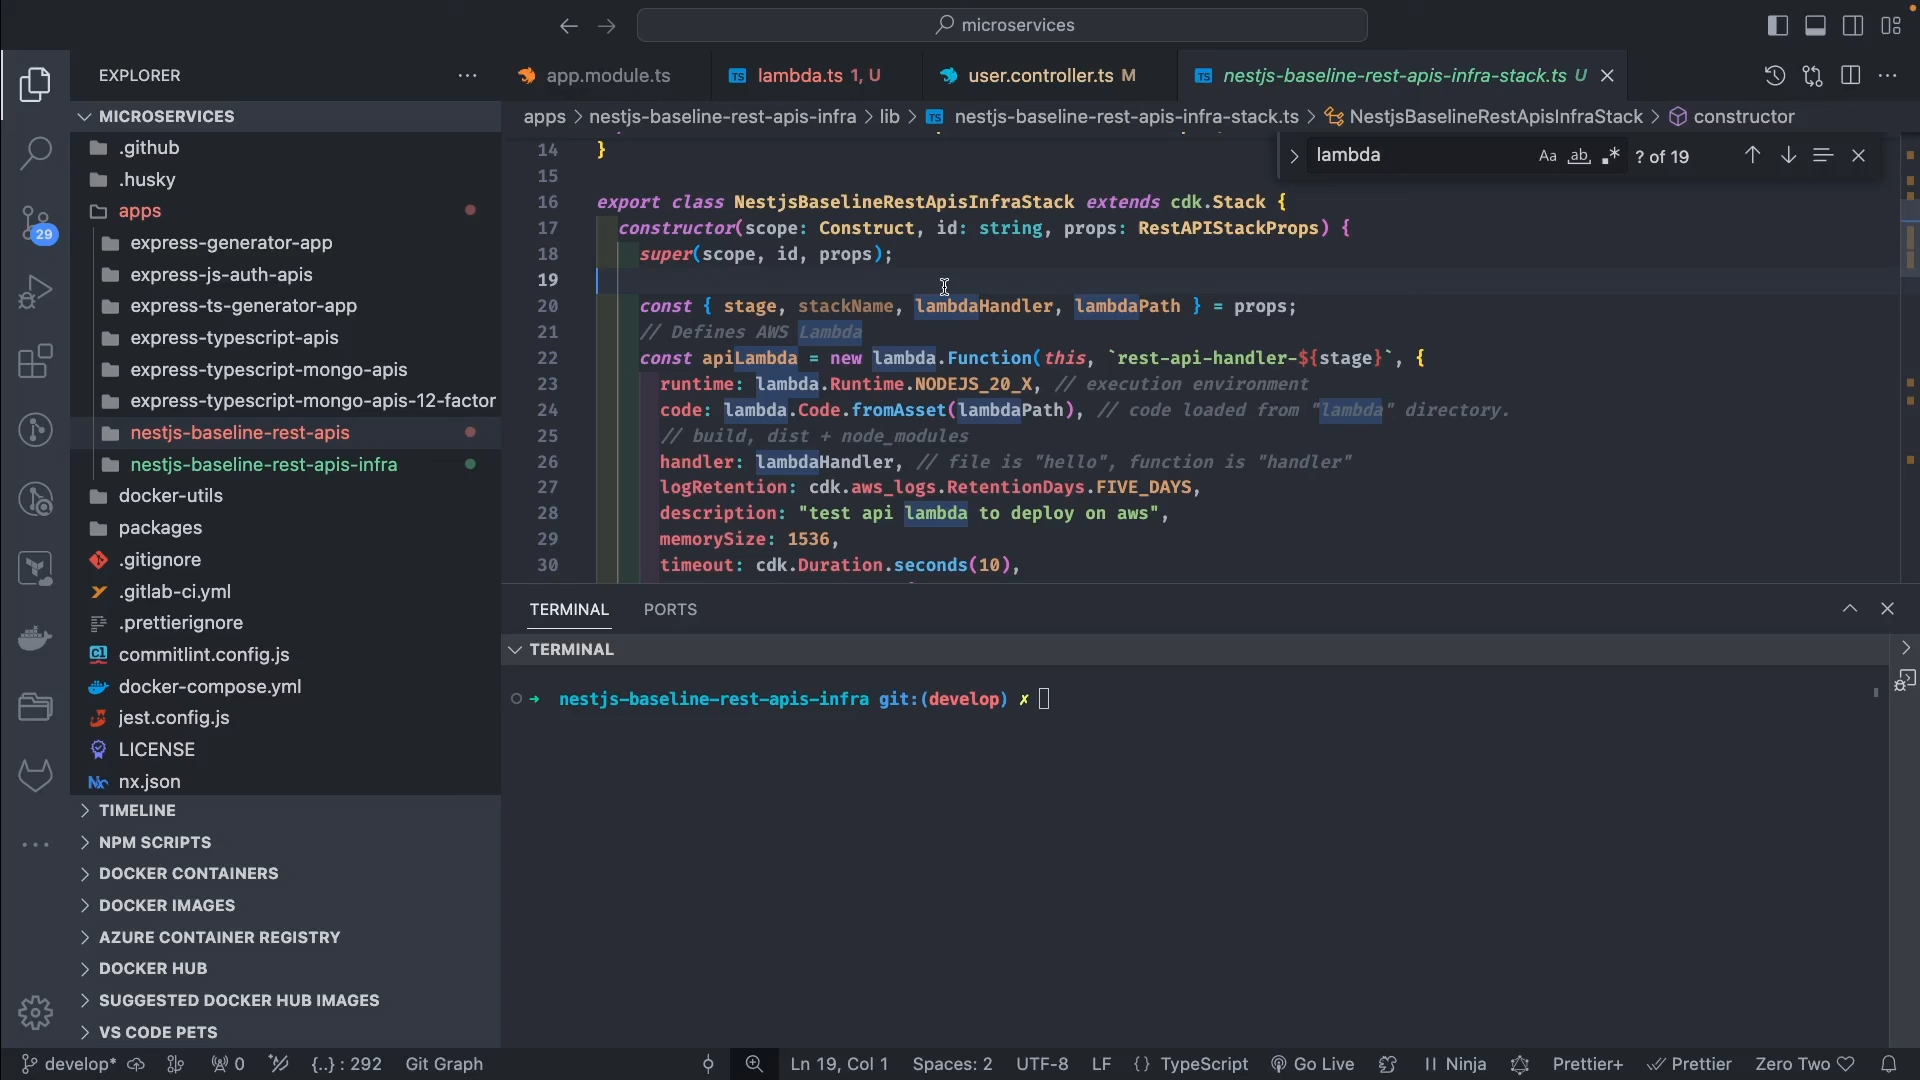 microservices
EXPLORER
app.module.ts
lambda.ts 1, U
user.controller.ts M
nestjs-baseline-rest-apis-infra-stack.ts U
MICROSERVICES
.github
.husky
apps
express-generator-app
express-js-auth-apis
express-ts-generator-app
express-typescript-apis
express-typescript-mongo-apis
express-typescript-mongo-apis-12-factor
nestjs-baseline-rest-apis
nestjs-baseline-rest-apis-infra
docker-utils
packages
.gitignore
.gitlab-ci.yml
.prettierignore
commitlint.config.js
docker-compose.yml
jest.config.js
LICENSE
nx.json
TIMELINE
NPM SCRIPTS
DOCKER CONTAINERS
DOCKER IMAGES
AZURE CONTAINER REGISTRY
DOCKER HUB
SUGGESTED DOCKER HUB IMAGES
VS CODE PETS
29
apps > nestjs-baseline-rest-apis-infra > lib > TS nestjs-baseline-rest-apis-infra-stack.ts > NestjsBaselineRestApisInfraStack > constructor
lambda Aa ab .* ? of 19
14 }
15
16 export class NestjsBaselineRestApisInfraStack extends cdk.Stack {
17 constructor(scope: Construct, id: string, props: RestAPIStackProps) {
18 super(scope, id, props);
19
20 const { stage, stackName, lambdaHandler, lambdaPath } = props;
21 // Defines AWS Lambda
22 const apiLambda = new lambda.Function(this, `rest-api-handler-${stage}`, {
23 runtime: lambda.Runtime.NODEJS_20_X, // execution environment
24 code: lambda.Code.fromAsset(lambdaPath), // code loaded from "lambda" directory.
25 // build, dist + node_modules
26 handler: lambdaHandler, // file is "hello", function is "handler"
27 logRetention: cdk.aws_logs.RetentionDays.FIVE_DAYS,
28 description: "test api lambda to deploy on aws",
29 memorySize: 1536,
30 timeout: cdk.Duration.seconds(10),
TERMINAL PORTS
TERMINAL
nestjs-baseline-rest-apis-infra git:(develop) ✗
develop* 0 {..} : 292 Git Graph Ln 19, Col 1 Spaces: 2 UTF-8 LF {} TypeScript Go Live Ninja Prettier+ Prettier Zero Two